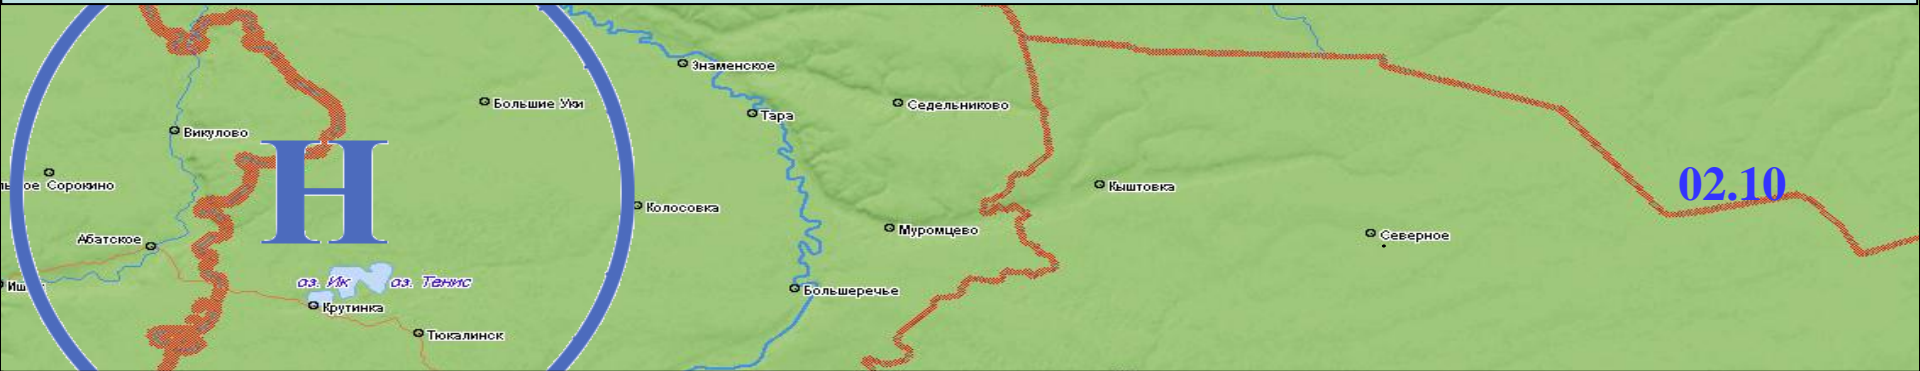 Знаменское
Большие Уки
Седельниково
Тара
Викулово
Н
ое Сорокино
Кыштовка
02.10
Колосовка
Муромцево
Северное
Абатское
оз. Ик
оз. Тенис
Большеречье
Крутинка
Тюкалинск